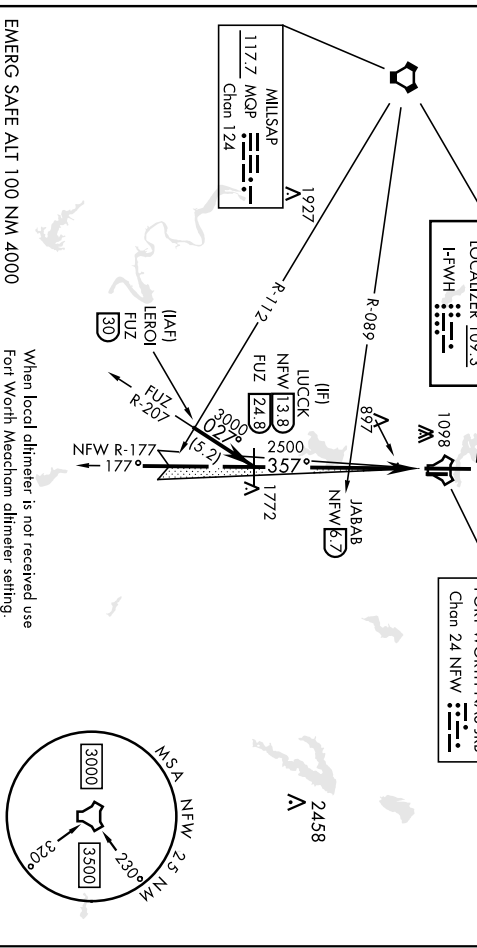 MILLSAP
117.7 MQP
Chan 124
1927
R-112
R-089
LOCALIZER 109.3
I-FWH
1098
897
(IAF)
LEROI
FUZ
30
FUZ
R-207
(IF)
LUCCK
NFW 13.8
FUZ 24.8
3000
027°
(5.2)
2500
357°
NFW R-177
177°
1772
JABAB
NFW 6.7
Chan 24 NFW
2458
MSA NFW 25 NM
3000
3500
230°
320°
EMERG SAFE ALT 100 NM 4000
When local altimeter is not received use
Fort Worth Meacham altimeter setting.